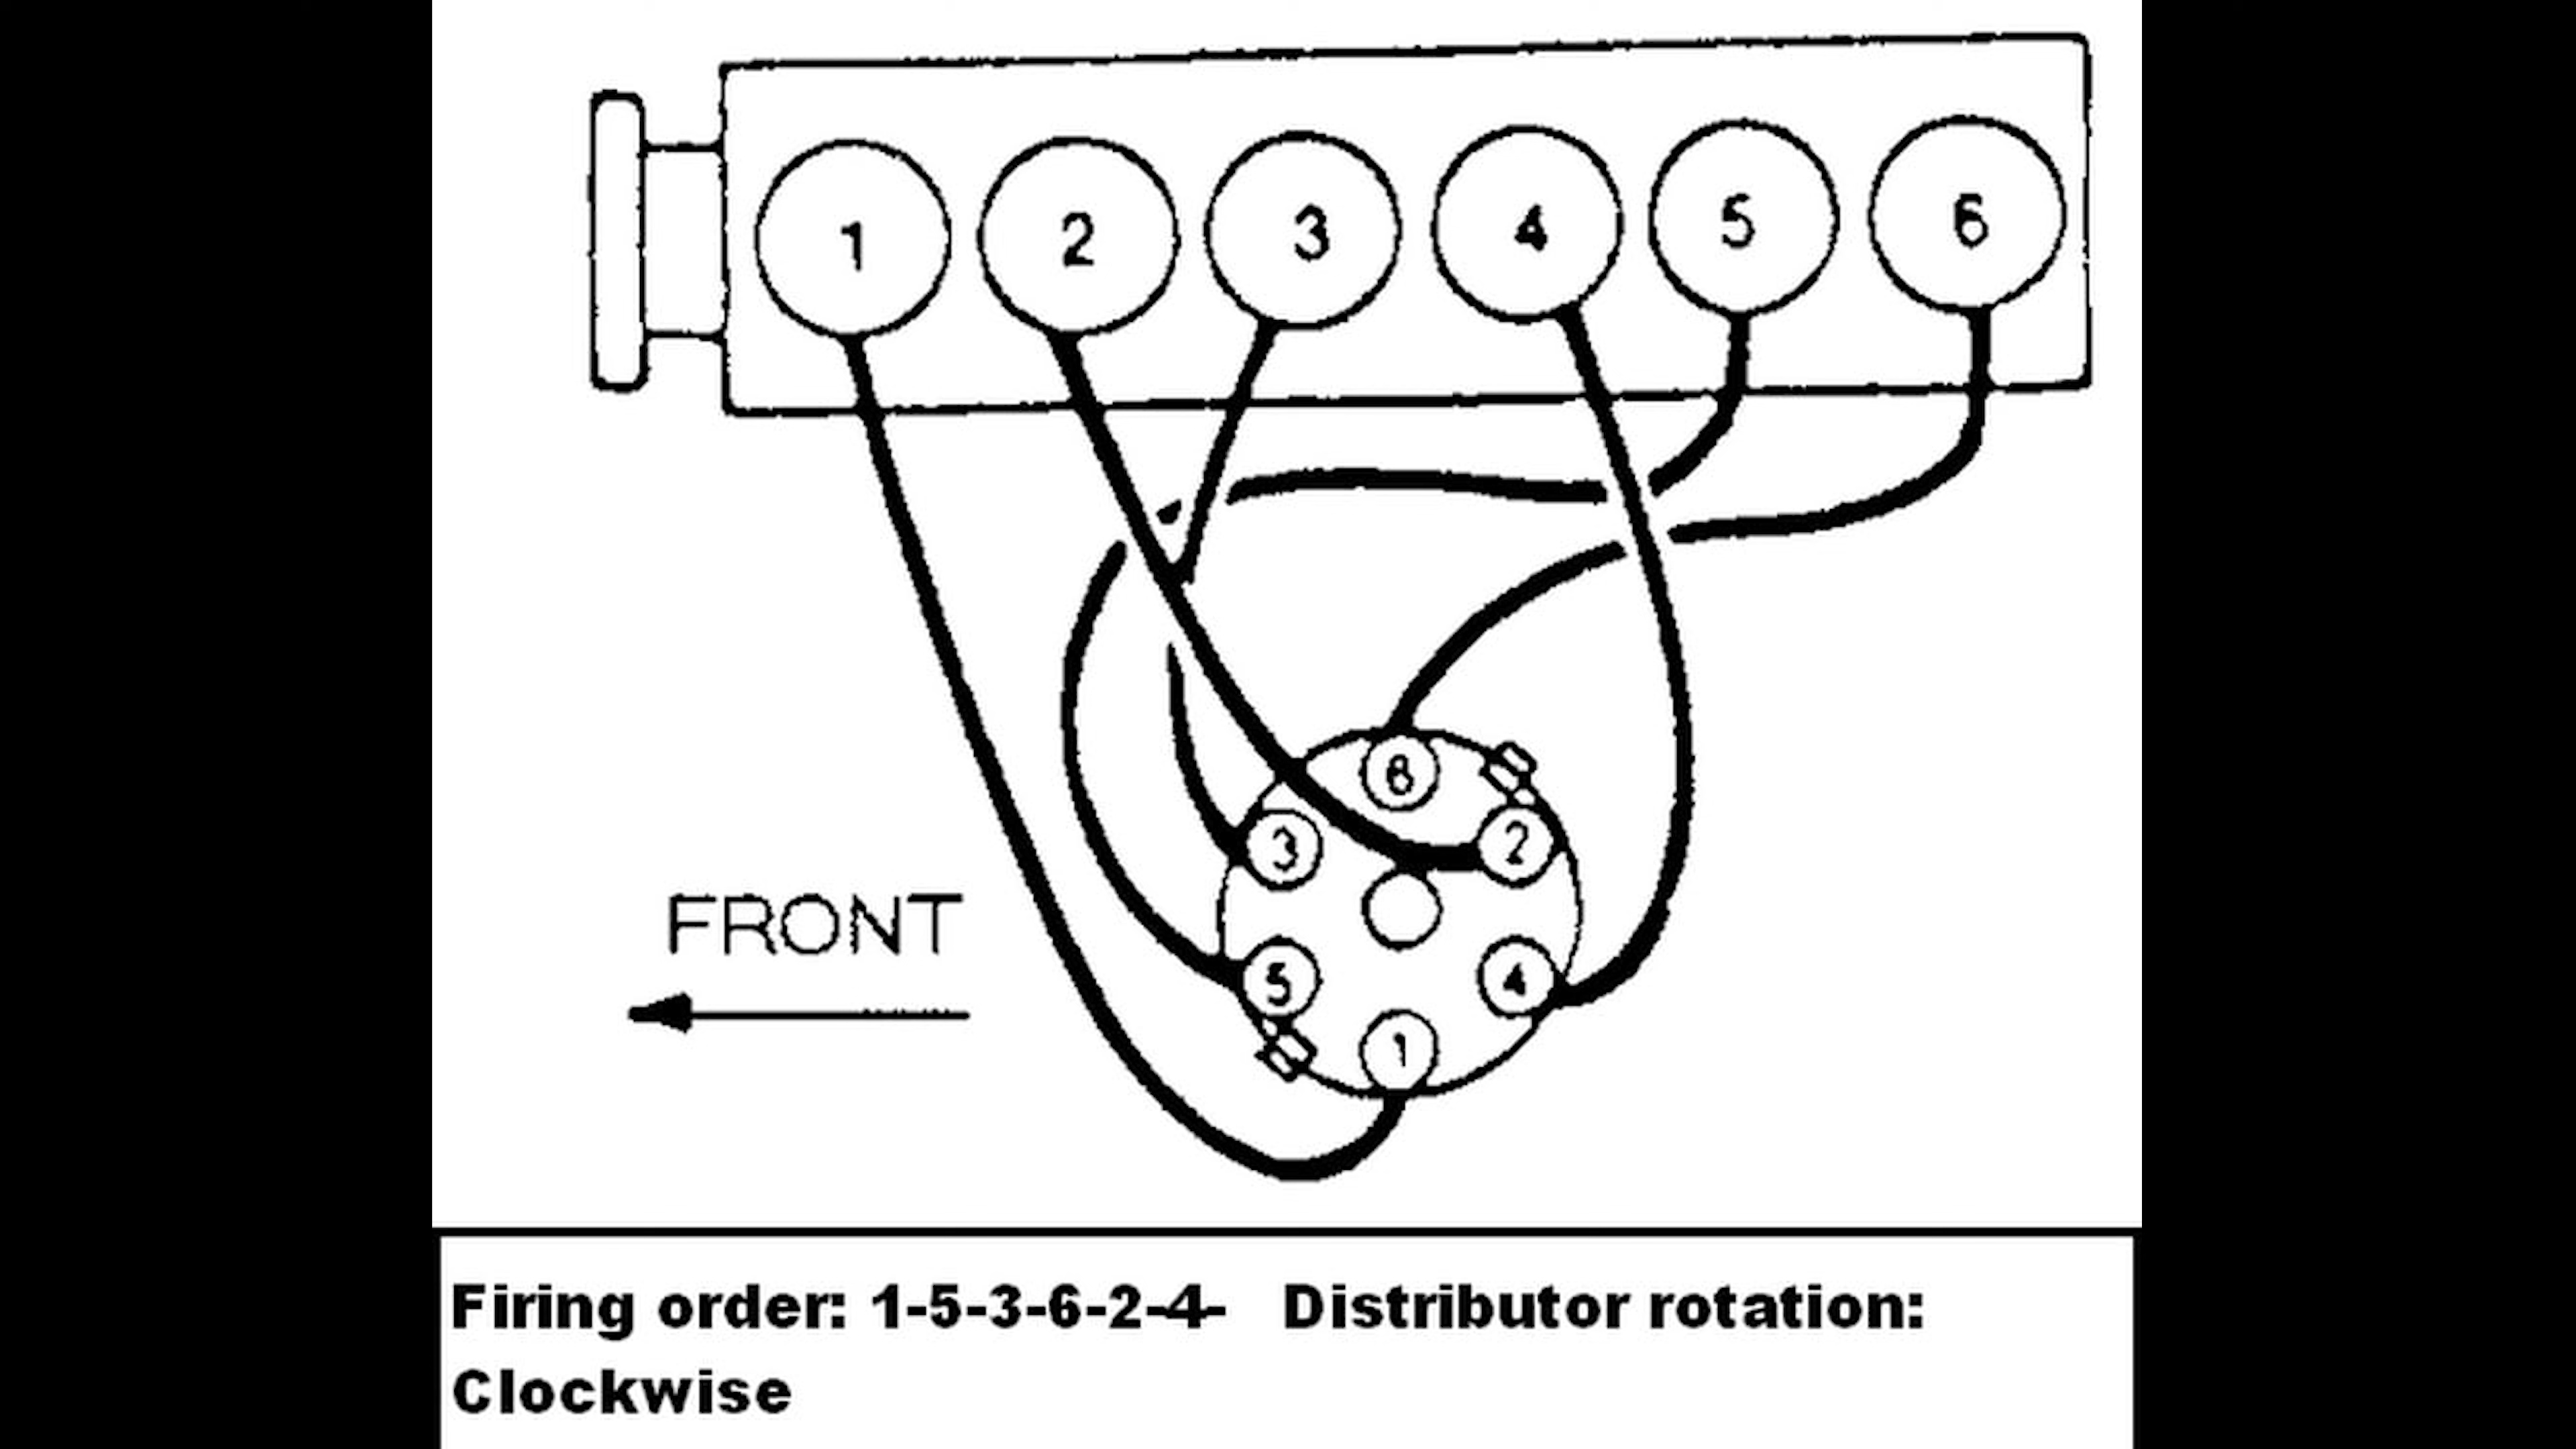 1 2 3 4 5 6
6
3 2
FRONT
5 4
1
Firing order: 1-5-3-6-2-4- Distributor rotation:
Clockwise